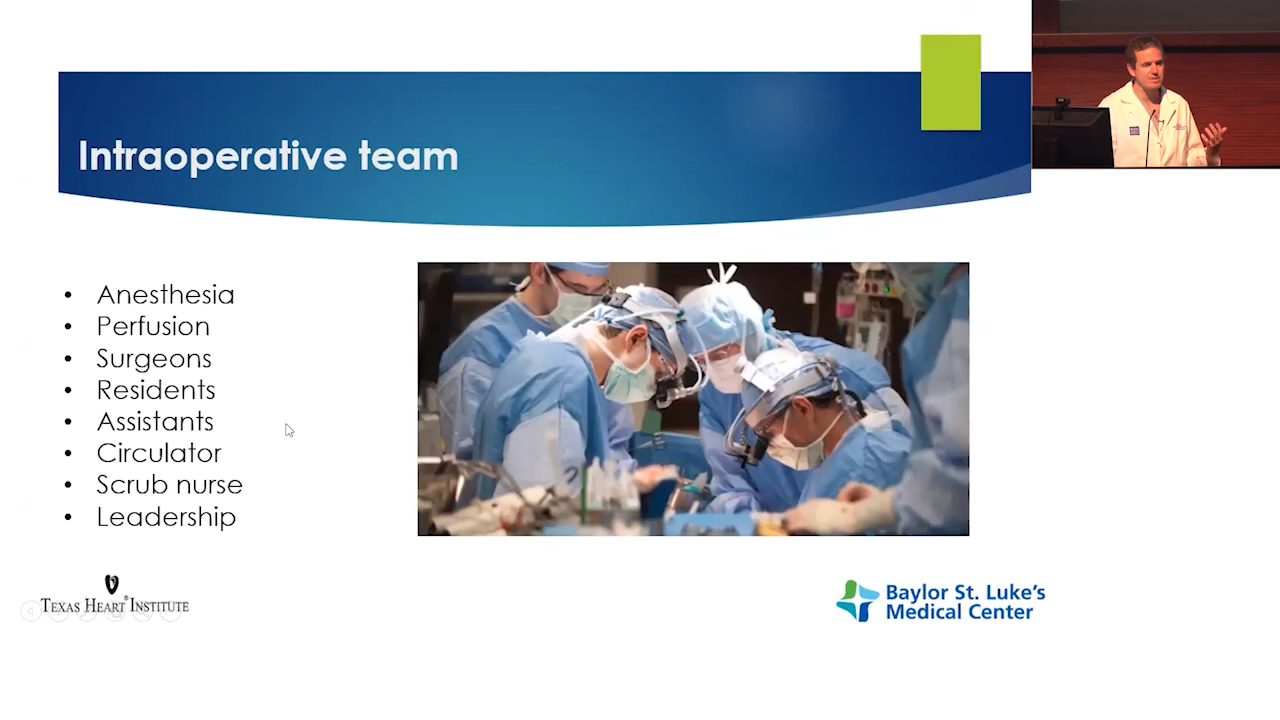 Intraoperative team
• Anesthesia
• Perfusion
• Surgeons
• Residents
• Assistants
• Circulator
• Scrub nurse
• Leadership
TEXAS HEART® INSTITUTE
Baylor St. Luke's
Medical Center